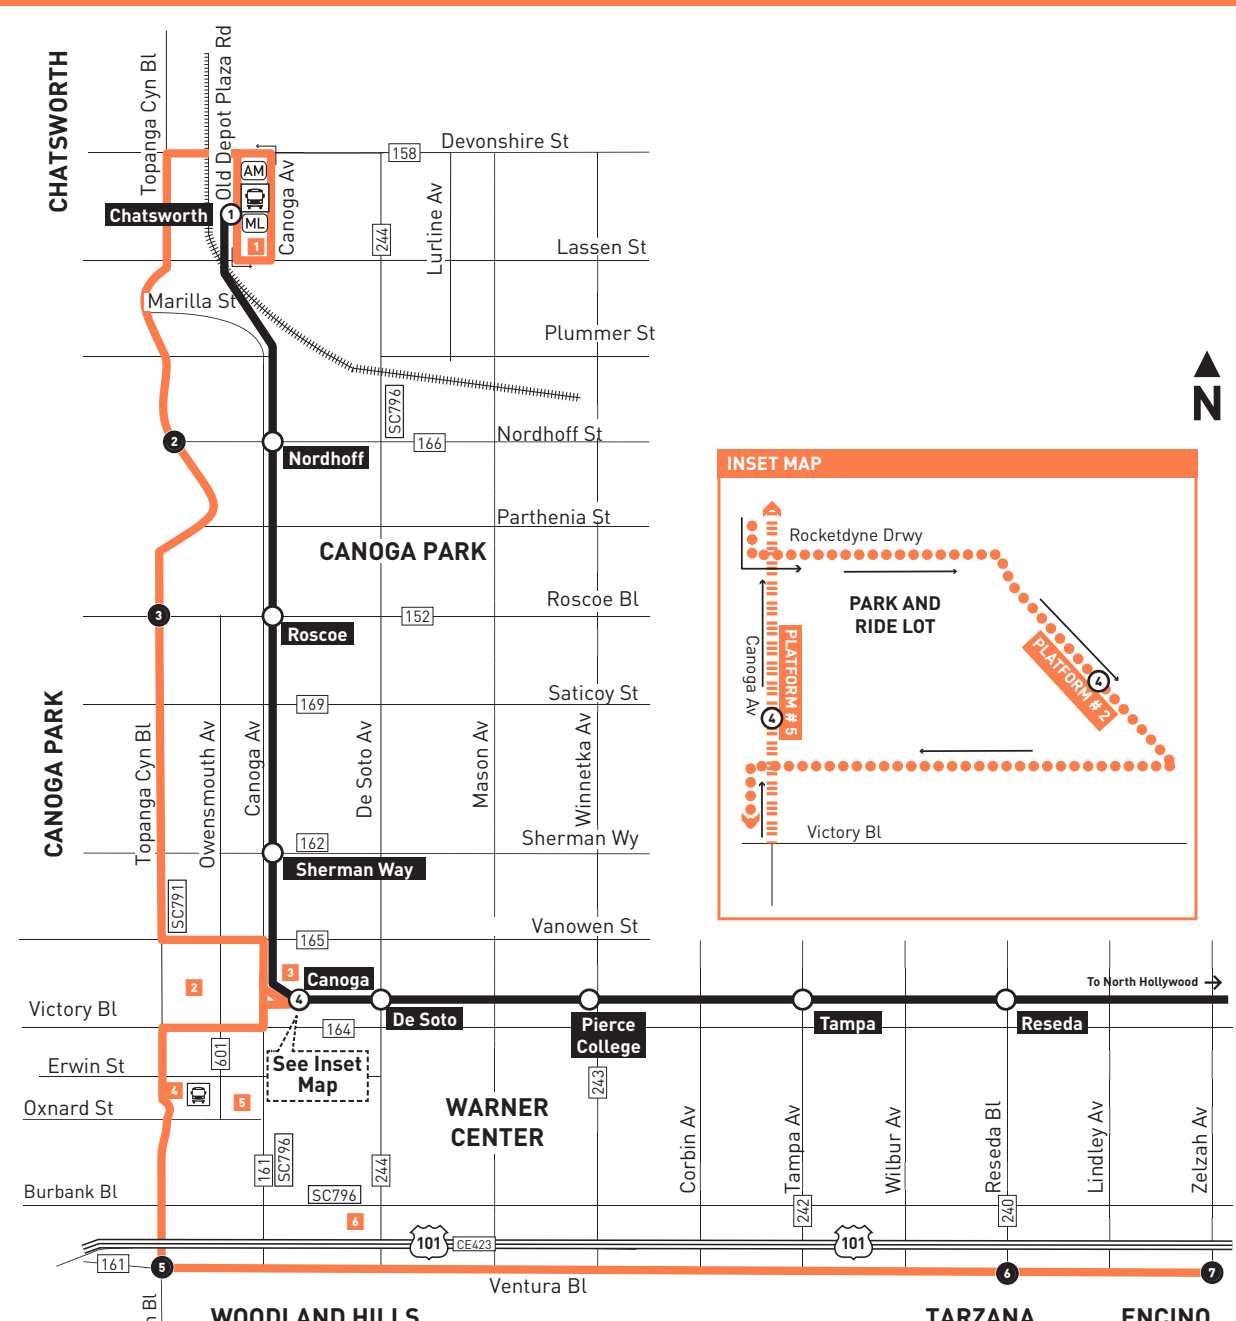 CHATSWORTH
Topanga Cyn Bl
Old Depot Plaza Rd
Devonshire St
158
AM
Canoga Av
Chatsworth
1
ML
1
244
Lurline Av
Lassen St
Marilla St
Plummer St
SC796
N
2
166
Nordhoff St
Nordhoff
INSET MAP
Rocketdyne Drwy
PARK AND
RIDE LOT
Canoga Av
PLATFORM # 5
4
PLATFORM # 2
4
Victory Bl
Parthenia St
CANOGA PARK
Roscoe Bl
3
152
Roscoe
Saticoy St
169
CANOGA PARK
Topanga Cyn Bl
Owensmouth Av
Canoga Av
De Soto Av
Mason Av
Winnetka Av
162
Sherman Wy
Sherman Way
SC791
Vanowen St
165
3
Canoga
2
4
To North Hollywood
Victory Bl
164
De Soto
Pierce
College
Tampa
Reseda
601
See Inset
Map
Erwin St
243
4
5
Oxnard St
WARNER
CENTER
Corbin Av
Tampa Av
Wilbur Av
Reseda Bl
Lindley Av
Zelzah Av
161
SC796
244
Burbank Bl
SC796
242
240
6
101
CE423
101
161
5
6
7
Ventura Bl
n Bl
WOODLAND HILLS
TARZANA
ENCINO